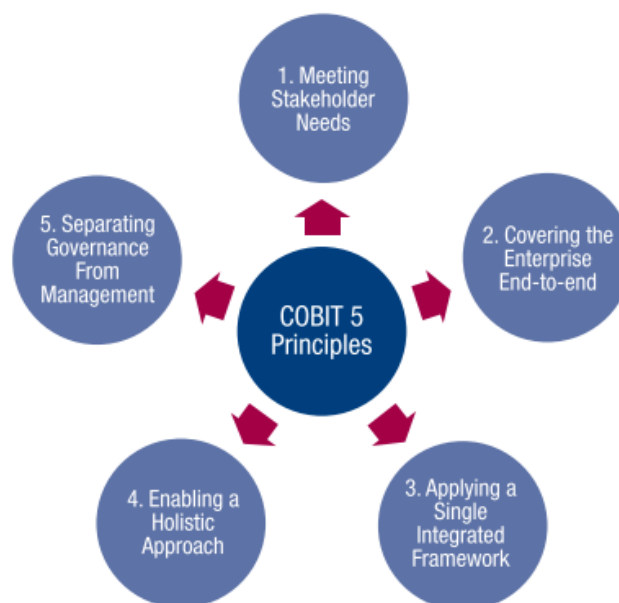 1. Meeting
Stakeholder
Needs
2. Covering the
Enterprise
End-to-end
3. Applying a
Single
Integrated
Framework
4. Enabling a
Holistic
Approach
5. Separating
Governance
From
Management
COBIT 5
Principles